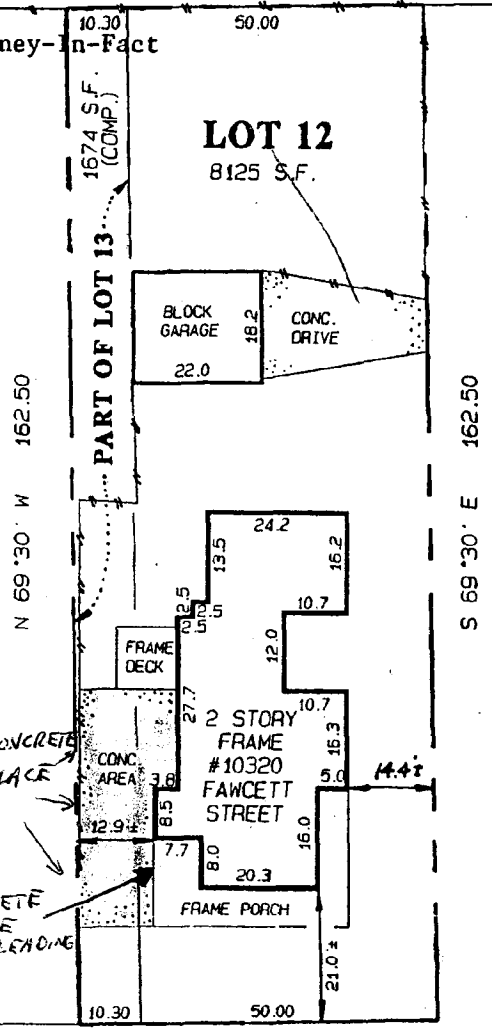 10.30
50.00
ney-In-Fact
1674 S.F.
(COMP.)
LOT 12
8125 S.F.
PART OF LOT 13
BLOCK
GARAGE
18.2
22.0
CONC.
DRIVE
N 69°30' W 162.50
S 69°30' E 162.50
24.2
13.5
16.2
2.5
2.5
2.5
10.7
12.0
FRAME
DECK
27.7
10.7
16.3
2 STORY
FRAME
#10320
FAWCETT
STREET
CONC.
AREA
3.8
8.5
5.0
14.4±
12.9±
7.7
8.0
16.0
20.3
FRAME PORCH
21.0±
ONCRETE
LACE
ETE
LEADING
10.30
50.00